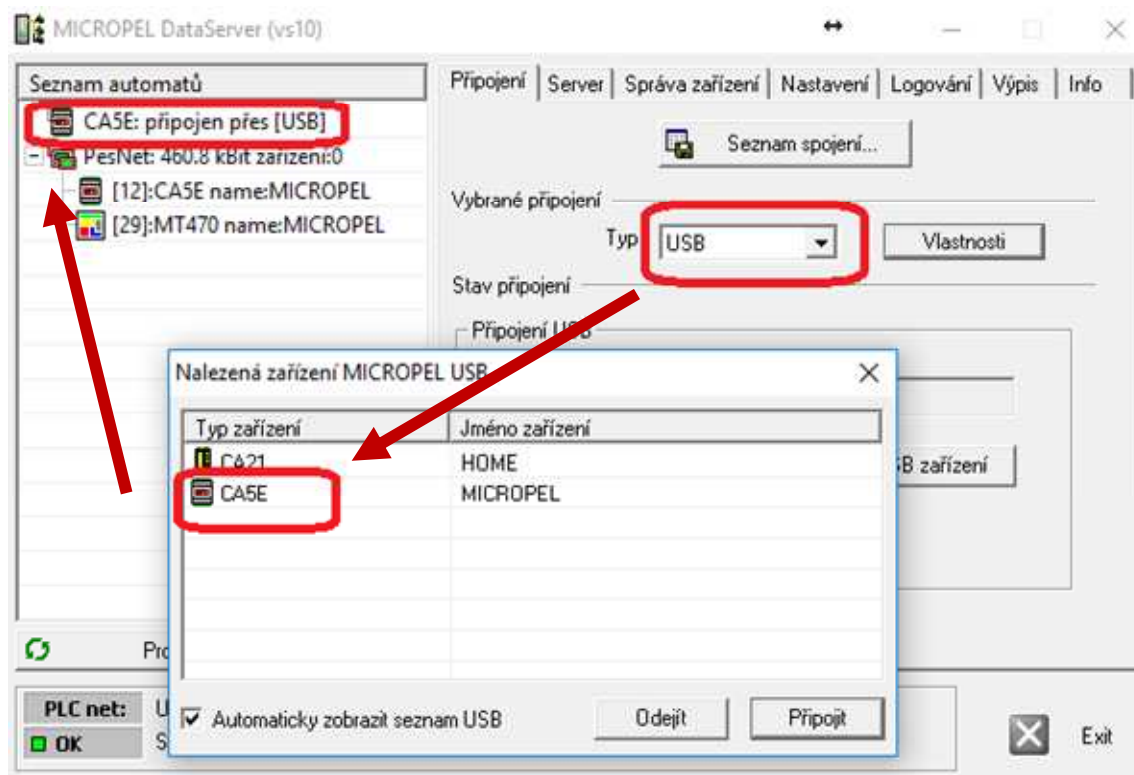 MICROPEL DataServer (vs10)
Seznam automatů
CA5E: připojen přes [USB]
PesNet: 460.8 kBit zařízení:0
[12]:CA5E name:MICROPEL
[29]:MT470 name:MICROPEL
Připojení Server Správa zařízení Nastavení Logování Výpis Info
Seznam spojení...
Vybrané připojení
Typ USB Vlastnosti
Stav připojení
Připojení USB
Nalezená zařízení MICROPEL USB
Typ zařízení Jméno zařízení
CA21 HOME
CA5E MICROPEL
zařízení
Automaticky zobrazit seznam USB Odejít Připojit
PLC net:
OK
Exit